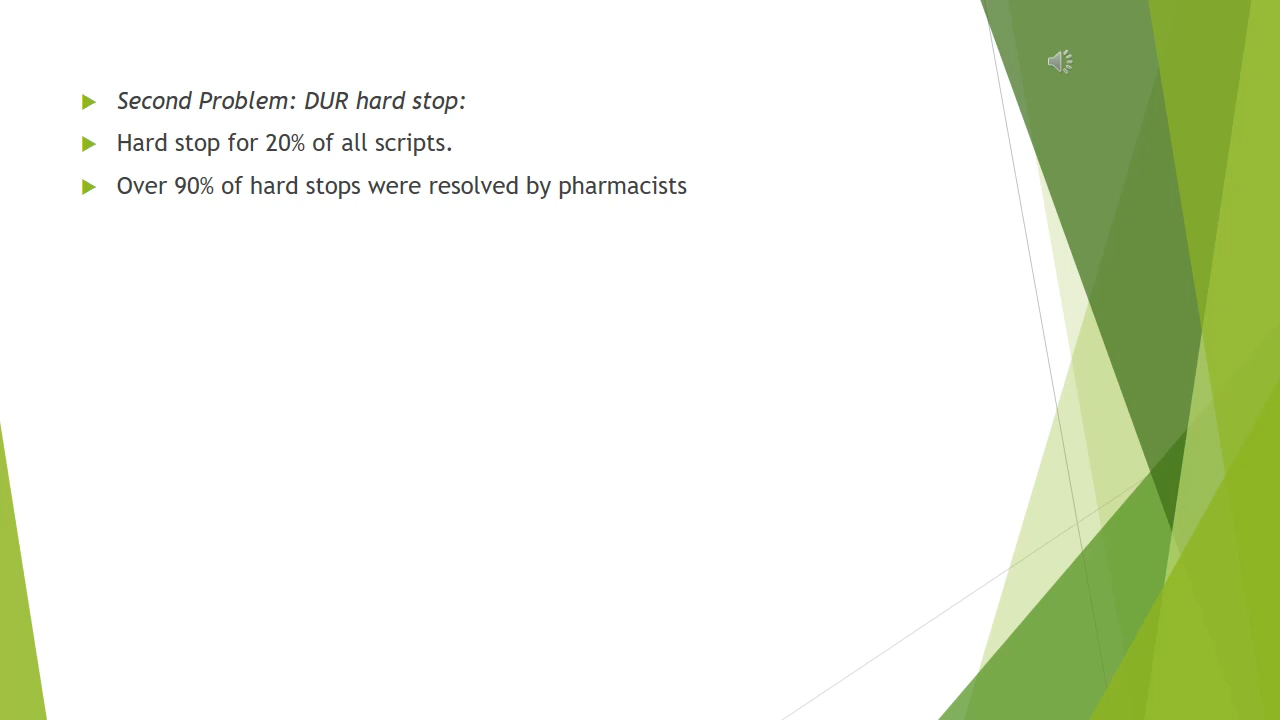 Second Problem: DUR hard stop:
Hard stop for 20% of all scripts.
Over 90% of hard stops were resolved by pharmacists